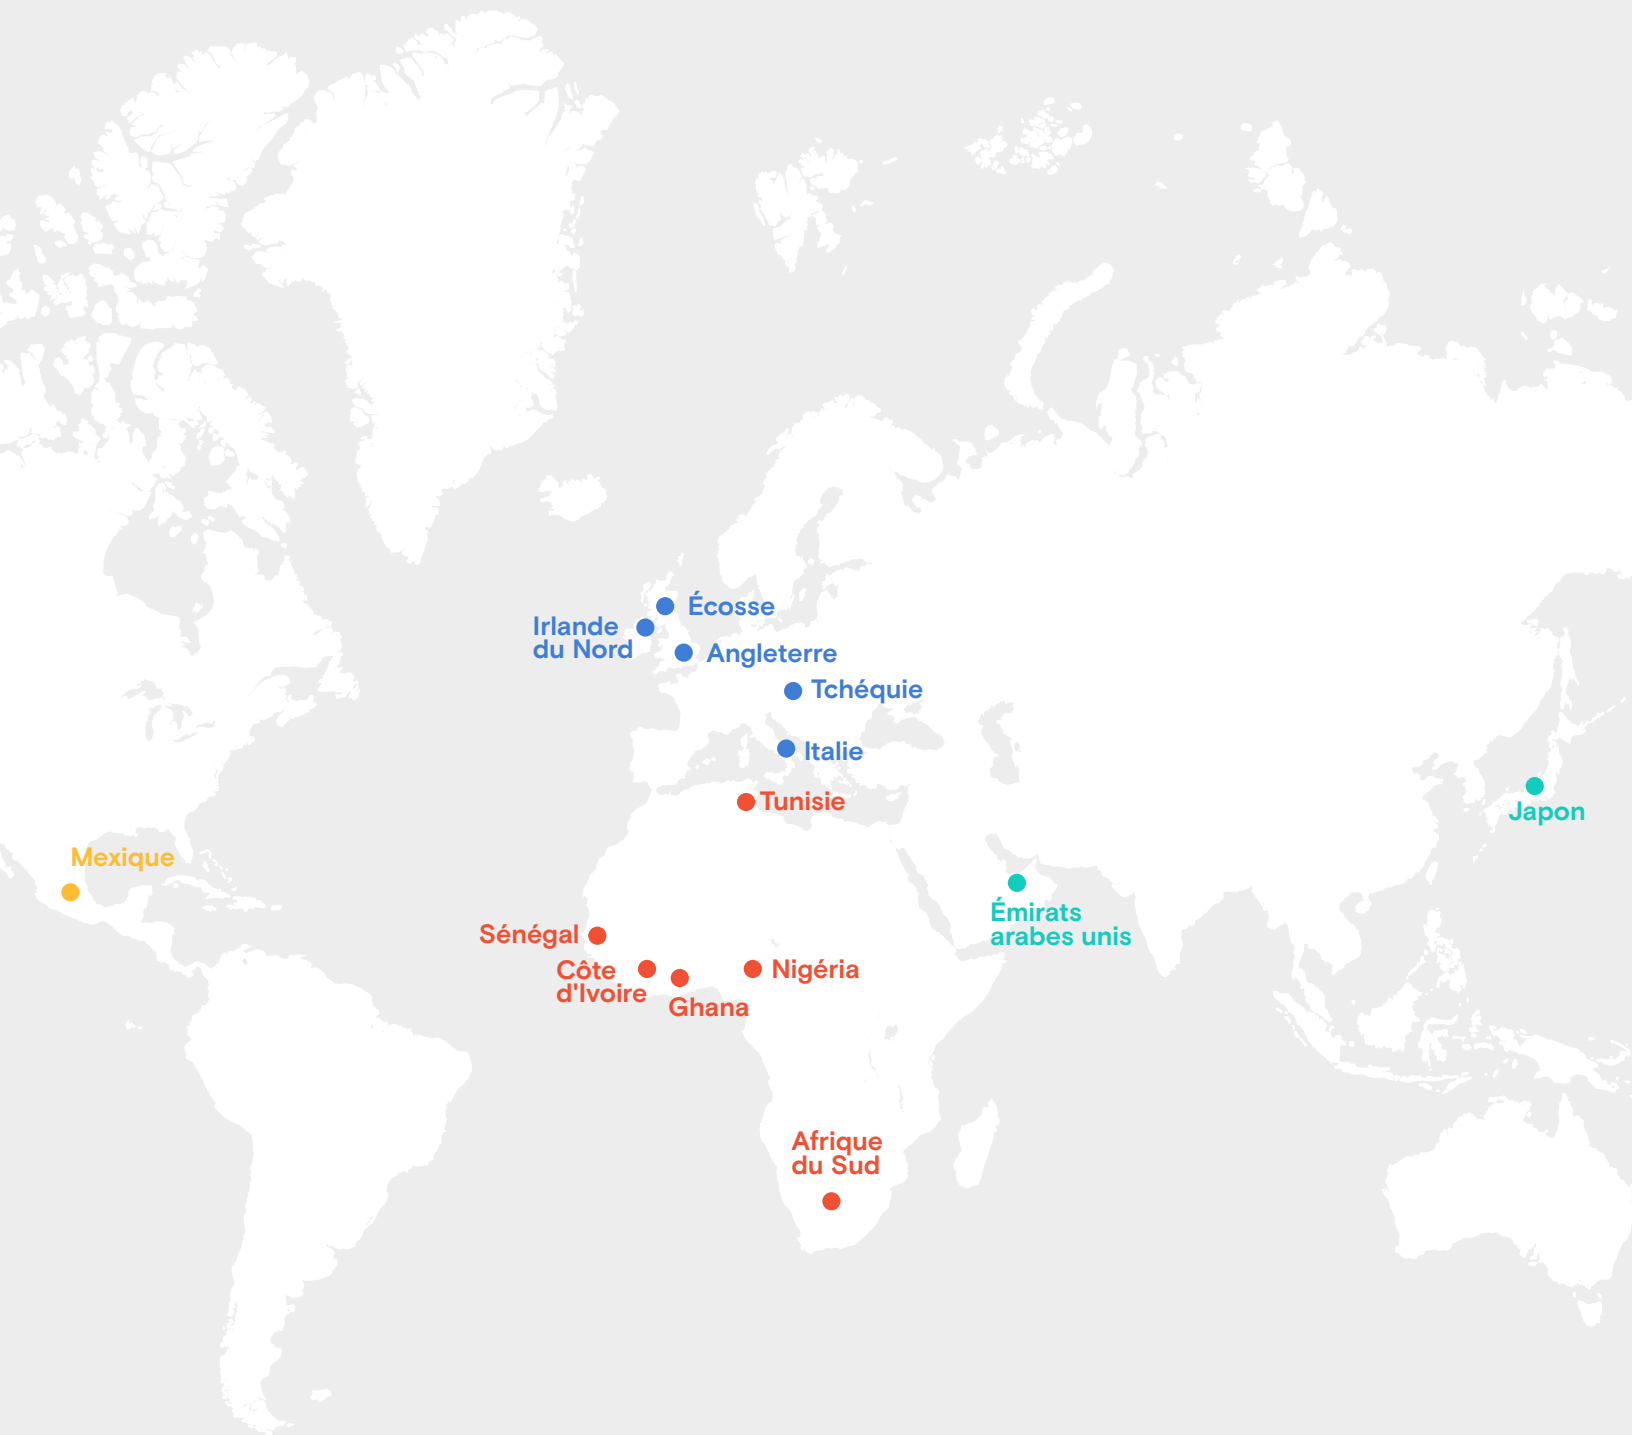 Écosse
Irlande
du Nord
Angleterre
Tchéquie
Italie
Tunisie
Japon
Mexique
Émirats
arabes unis
Sénégal
Côte
d'Ivoire
Nigéria
Ghana
Afrique
du Sud